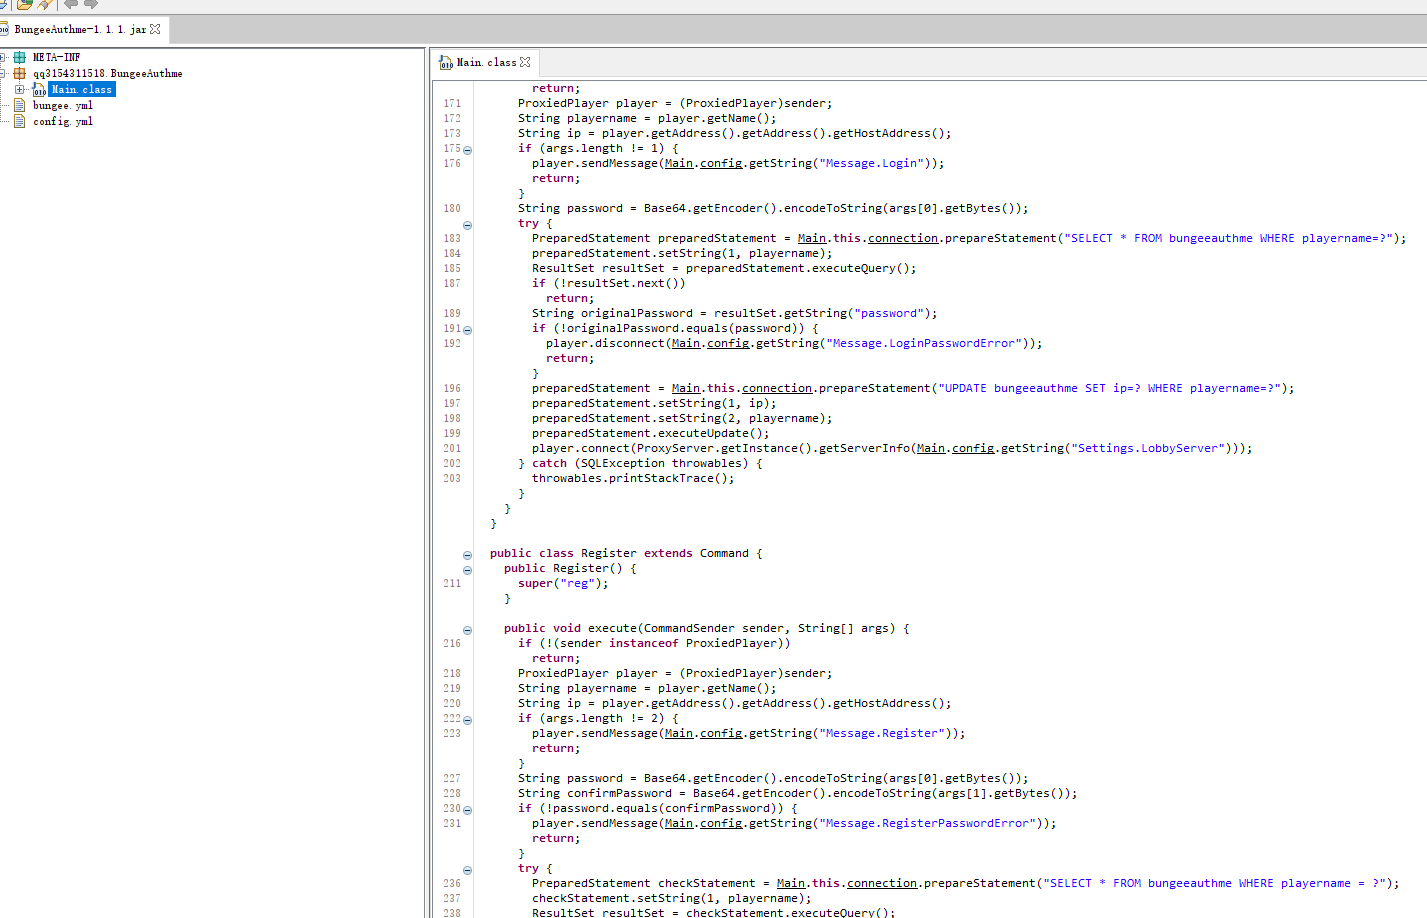 BungeeAuthme-1.1.1.jar
META-INF
qq3154311518.BungeeAuthme
Main.class
bungee.yml
config.yml
Main.class
return;
171 ProxiedPlayer player = (ProxiedPlayer)sender;
172 String playername = player.getName();
173 String ip = player.getAddress().getAddress().getHostAddress();
175 if (args.length != 1) {
176 player.sendMessage(Main.config.getString("Message.Login"));
return;
}
180 String password = Base64.getEncoder().encodeToString(args[0].getBytes());
try {
183 PreparedStatement preparedStatement = Main.this.connection.prepareStatement("SELECT * FROM bungeeauthme WHERE playername=?");
184 preparedStatement.setString(1, playername);
185 ResultSet resultSet = preparedStatement.executeQuery();
187 if (!resultSet.next())
return;
189 String originalPassword = resultSet.getString("password");
191 if (!originalPassword.equals(password)) {
192 player.disconnect(Main.config.getString("Message.LoginPasswordError"));
return;
}
196 preparedStatement = Main.this.connection.prepareStatement("UPDATE bungeeauthme SET ip=? WHERE playername=?");
197 preparedStatement.setString(1, ip);
198 preparedStatement.setString(2, playername);
199 preparedStatement.executeUpdate();
201 player.connect(ProxyServer.getInstance().getServerInfo(Main.config.getString("Settings.LobbyServer")));
202 } catch (SQLException throwables) {
203 throwables.printStackTrace();
}
}
}
public class Register extends Command {
public Register() {
211 super("reg");
}
public void execute(CommandSender sender, String[] args) {
216 if (!(sender instanceof ProxiedPlayer))
return;
218 ProxiedPlayer player = (ProxiedPlayer)sender;
219 String playername = player.getName();
220 String ip = player.getAddress().getAddress().getHostAddress();
222 if (args.length != 2) {
223 player.sendMessage(Main.config.getString("Message.Register"));
return;
}
227 String password = Base64.getEncoder().encodeToString(args[0].getBytes());
228 String confirmPassword = Base64.getEncoder().encodeToString(args[1].getBytes());
230 if (!password.equals(confirmPassword)) {
231 player.sendMessage(Main.config.getString("Message.RegisterPasswordError"));
return;
}
try {
236 PreparedStatement checkStatement = Main.this.connection.prepareStatement("SELECT * FROM bungeeauthme WHERE playername = ?");
237 checkStatement.setString(1, playername);
238 ResultSet resultSet = checkStatement.executeQuery();